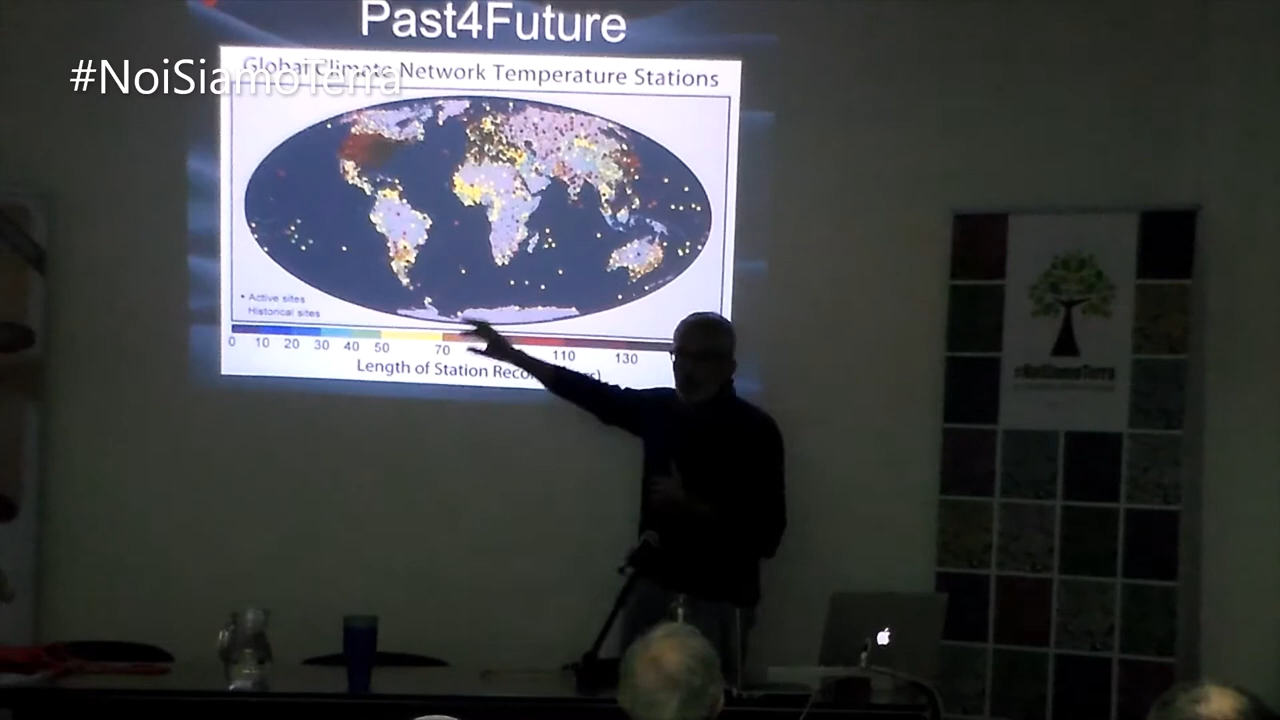 Past4Future
#NoiSiamoTerra
Global Climate Network Temperature Stations
Active sites
Historical sites
0 10 20 30 40 50 70 110 130
Length of Station
#NoiSiamoTerra